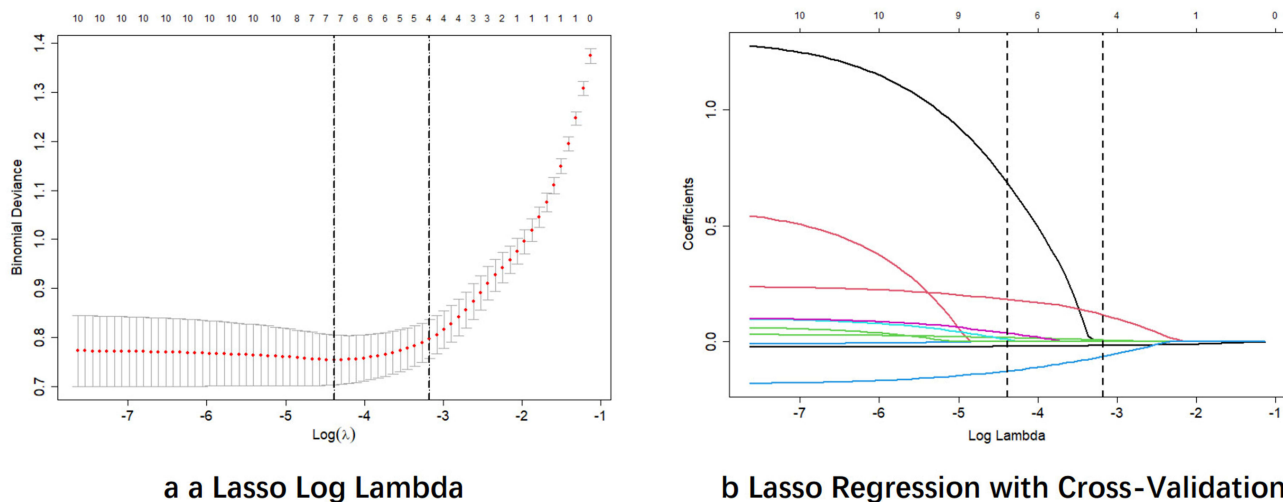 10 10 10 10 10 10 10 10 10 10 9 8 7 7 6 6 5 5 4 4 4 3 3 2 1 1 1 1 0
1.4
1.3
1.2
1.1
1.0
0.9
0.8
0.7
Binomial Deviance
-7 -6 -5 -4 -3 -2 -1
Log(λ)
a a Lasso Log Lambda
10 10 9 6 4 1 0
1.0
0.5
0.0
Coefficients
-7 -6 -5 -4 -3 -2 -1
Log Lambda
b Lasso Regression with Cross-Validation